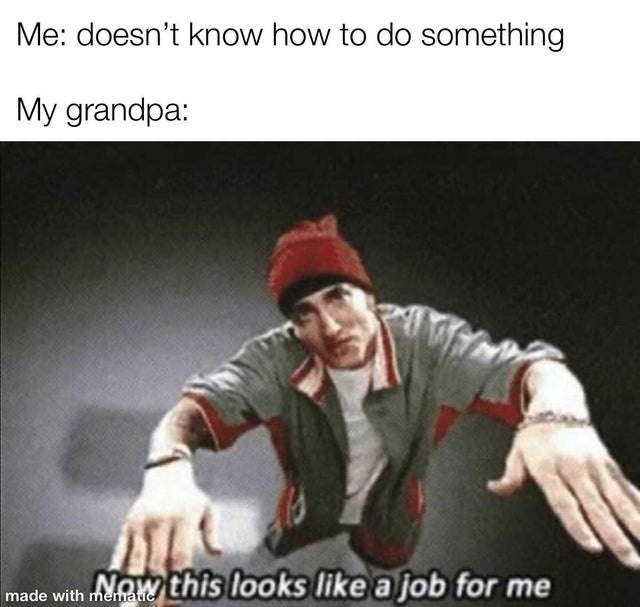 Me: doesn’t know how to do something
My grandpa:
Now this looks like a job for me
made with mematic